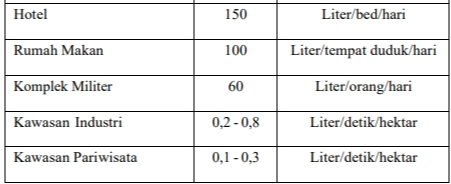 Hotel 150 Liter/bed/hari
Rumah Makan 100 Liter/tempat duduk/hari
Komplek Militer 60 Liter/orang/hari
Kawasan Industri 0,2 - 0,8 Liter/detik/hektar
Kawasan Pariwisata 0,1 - 0,3 Liter/detik/hektar